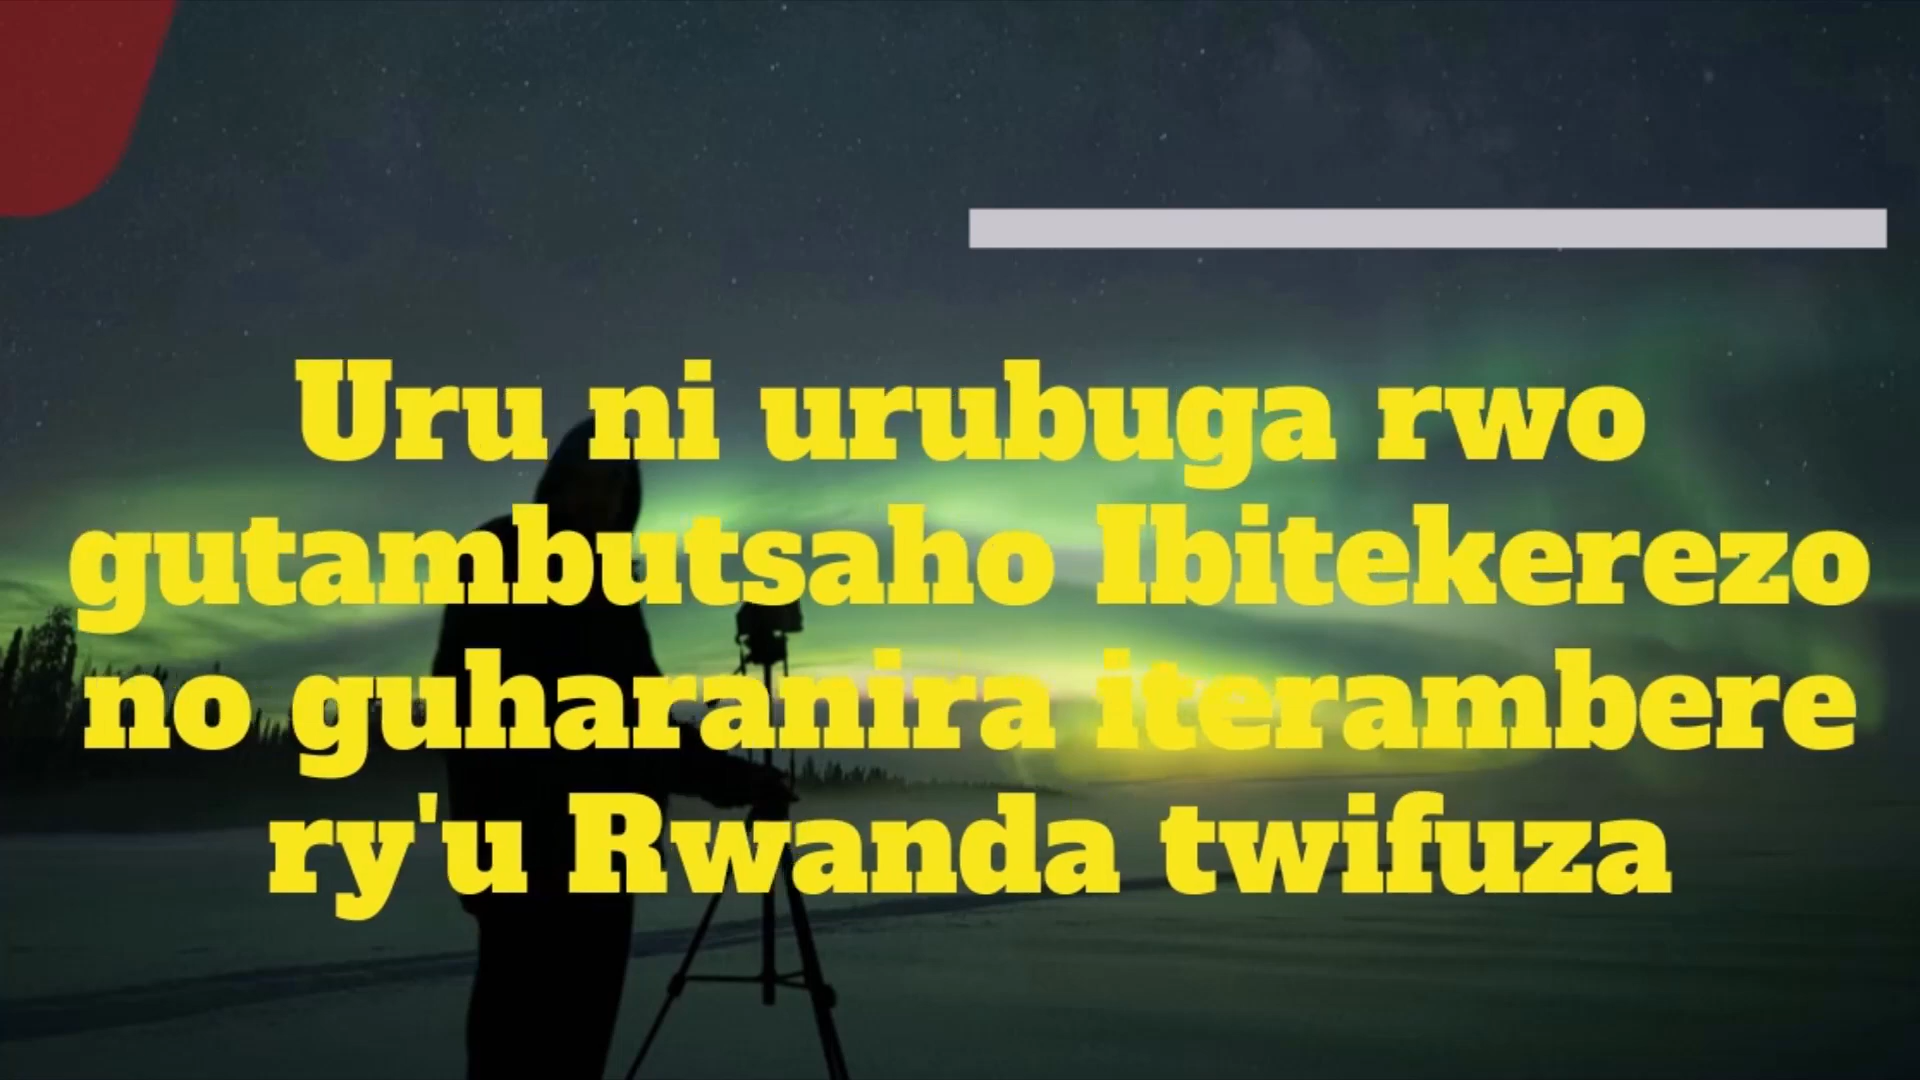 Uru ni urubuga rwo
gutambutsaho Ibitekerezo
no guharanira iterambere
ry'u Rwanda twifuza